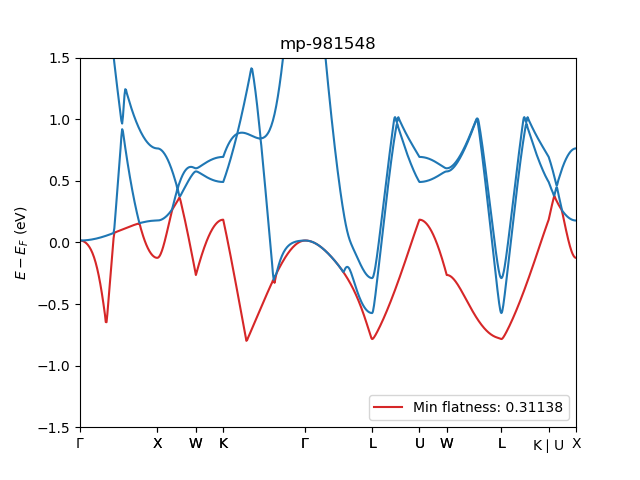 mp-981548
E − E_F (eV)
1.5
1.0
0.5
0.0
−0.5
−1.0
−1.5
Min flatness: 0.31138
Γ X W K Γ L U W L K | U X